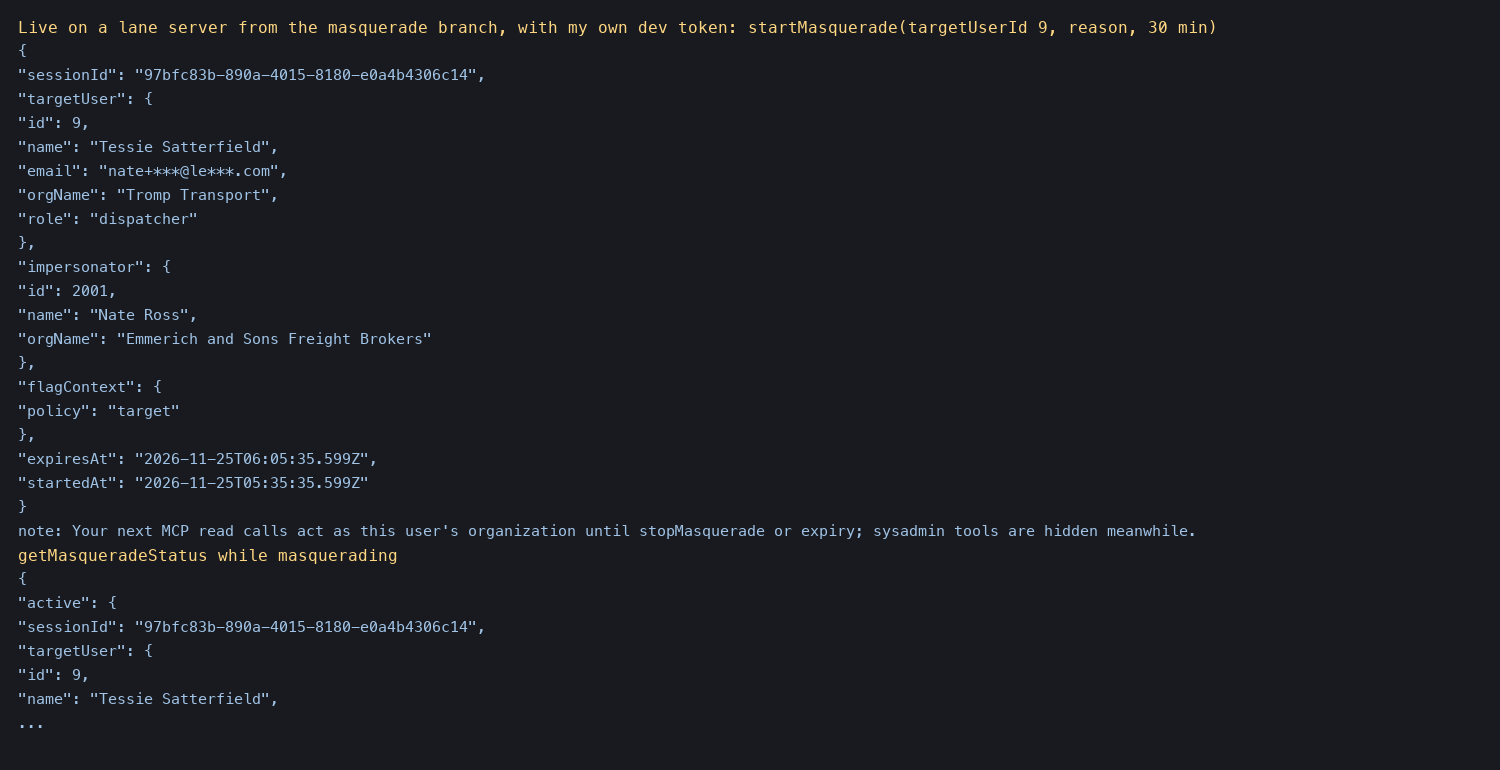 Live on a lane server from the masquerade branch, with my own dev token: startMasquerade(targetUserId 9, reason, 30 min)
{
"sessionId": "97bfc83b-890a-4015-8180-e0a4b4306c14",
"targetUser": {
"id": 9,
"name": "Tessie Satterfield",
"email": "nate+***@le***.com",
"orgName": "Tromp Transport",
"role": "dispatcher"
},
"impersonator": {
"id": 2001,
"name": "Nate Ross",
"orgName": "Emmerich and Sons Freight Brokers"
},
"flagContext": {
"policy": "target"
},
"expiresAt": "2026-11-25T06:05:35.599Z",
"startedAt": "2026-11-25T05:35:35.599Z"
}
note: Your next MCP read calls act as this user's organization until stopMasquerade or expiry; sysadmin tools are hidden meanwhile.
getMasqueradeStatus while masquerading
{
"active": {
"sessionId": "97bfc83b-890a-4015-8180-e0a4b4306c14",
"targetUser": {
"id": 9,
"name": "Tessie Satterfield",
...